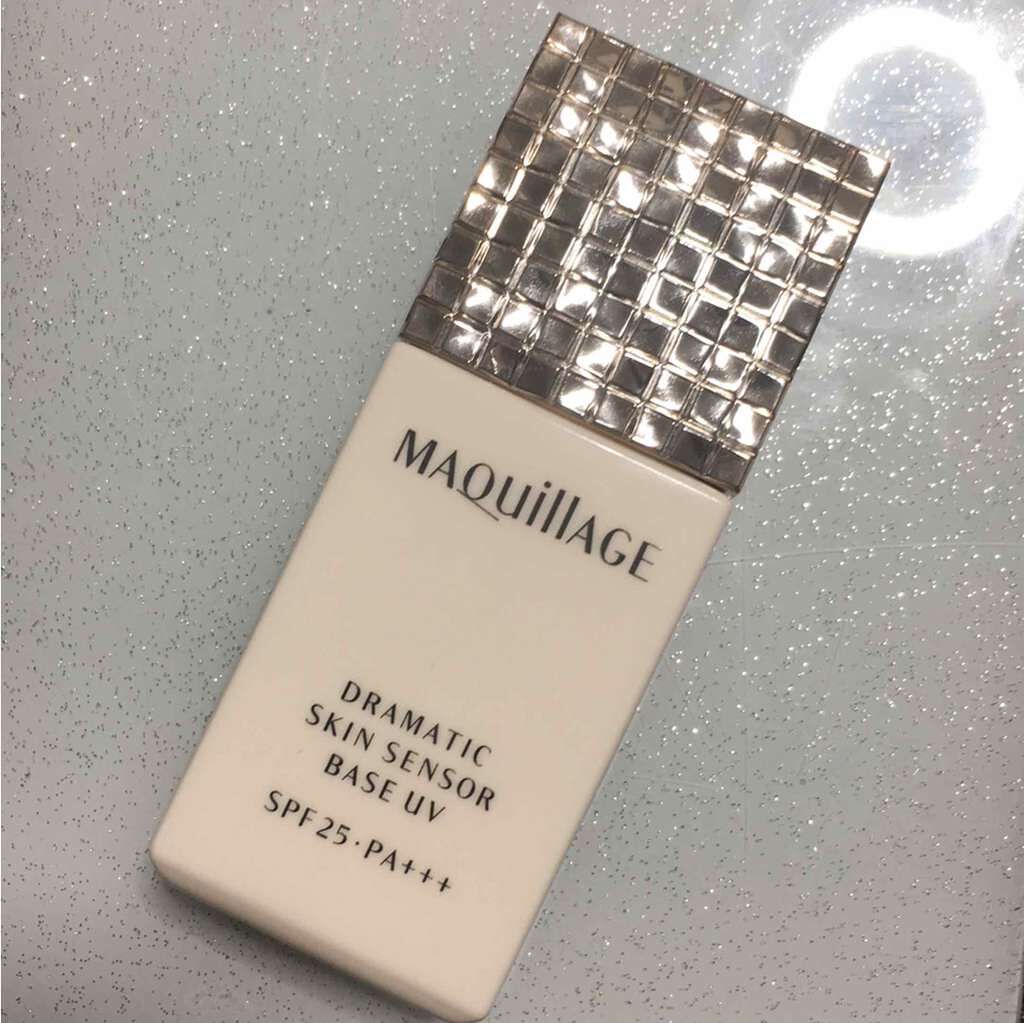 MAQuillAGE
DRAMATIC
SKIN SENSOR
BASE UV
SPF25·PA+++